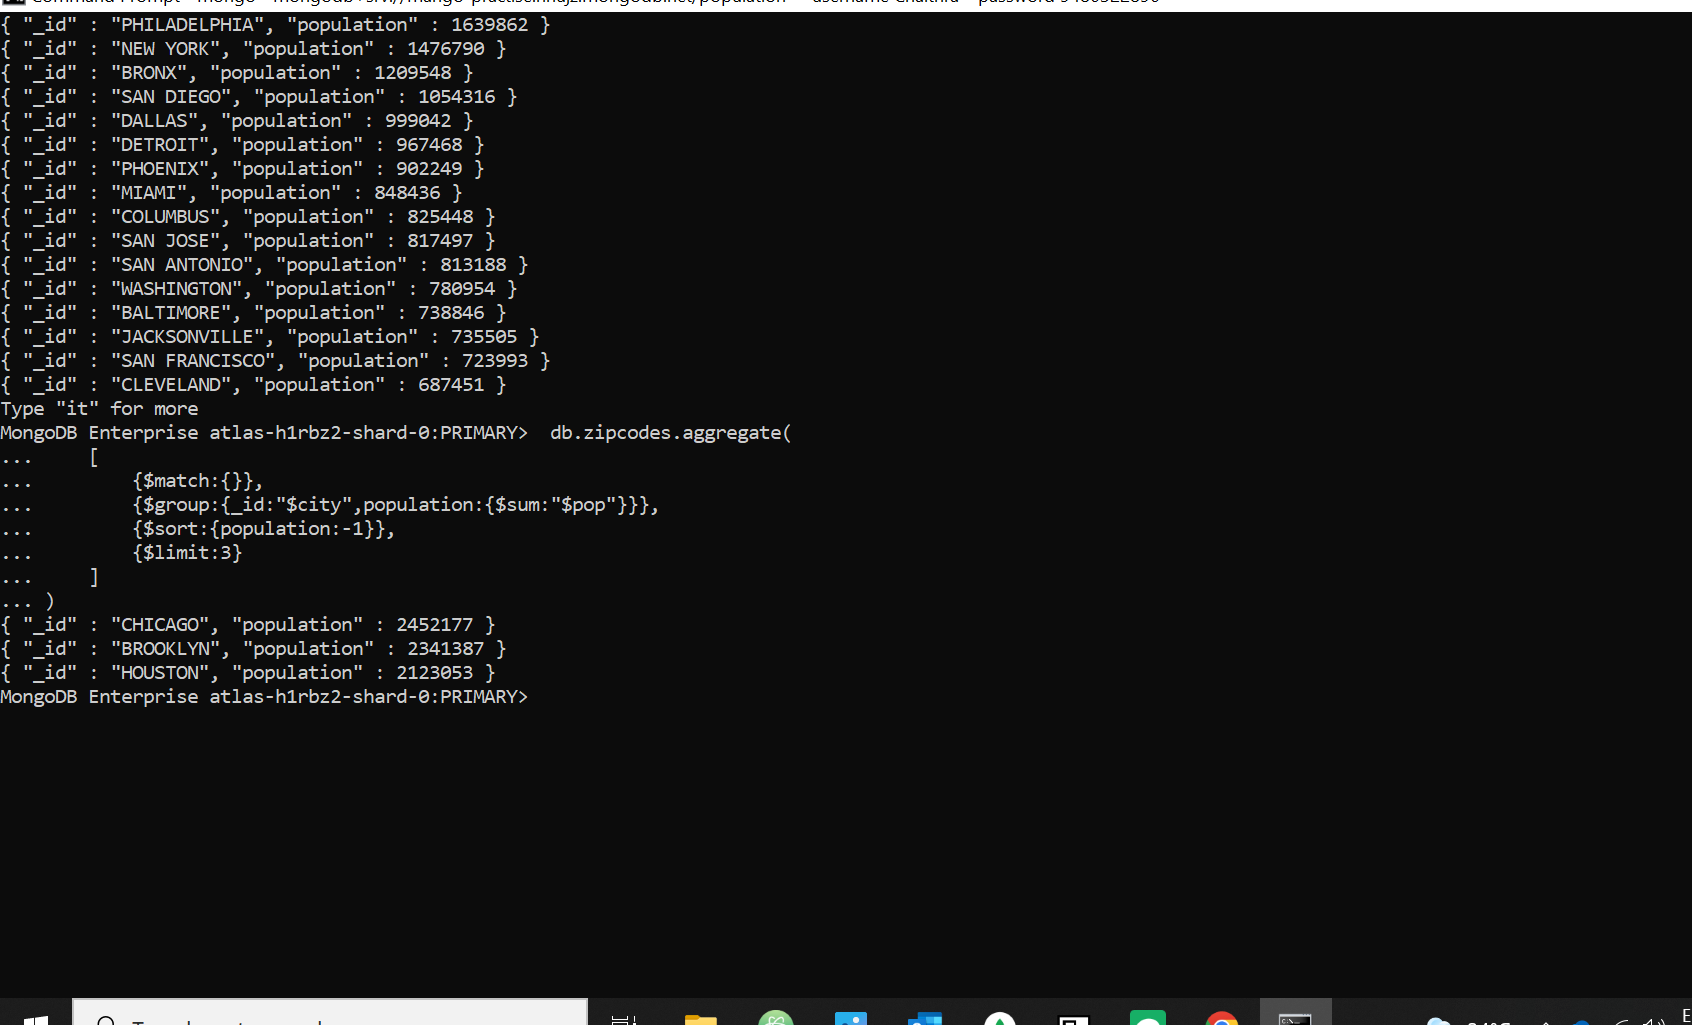 { "_id" : "PHILADELPHIA", "population" : 1639862 }
{ "_id" : "NEW YORK", "population" : 1476790 }
{ "_id" : "BRONX", "population" : 1209548 }
{ "_id" : "SAN DIEGO", "population" : 1054316 }
{ "_id" : "DALLAS", "population" : 999042 }
{ "_id" : "DETROIT", "population" : 967468 }
{ "_id" : "PHOENIX", "population" : 902249 }
{ "_id" : "MIAMI", "population" : 848436 }
{ "_id" : "COLUMBUS", "population" : 825448 }
{ "_id" : "SAN JOSE", "population" : 817497 }
{ "_id" : "SAN ANTONIO", "population" : 813188 }
{ "_id" : "WASHINGTON", "population" : 780954 }
{ "_id" : "BALTIMORE", "population" : 738846 }
{ "_id" : "JACKSONVILLE", "population" : 735505 }
{ "_id" : "SAN FRANCISCO", "population" : 723993 }
{ "_id" : "CLEVELAND", "population" : 687451 }
Type "it" for more
MongoDB Enterprise atlas-h1rbz2-shard-0:PRIMARY>  db.zipcodes.aggregate(
...     [
...         {$match:{}},
...         {$group:{_id:"$city",population:{$sum:"$pop"}}},
...         {$sort:{population:-1}},
...         {$limit:3}
...     ]
... )
{ "_id" : "CHICAGO", "population" : 2452177 }
{ "_id" : "BROOKLYN", "population" : 2341387 }
{ "_id" : "HOUSTON", "population" : 2123053 }
MongoDB Enterprise atlas-h1rbz2-shard-0:PRIMARY>